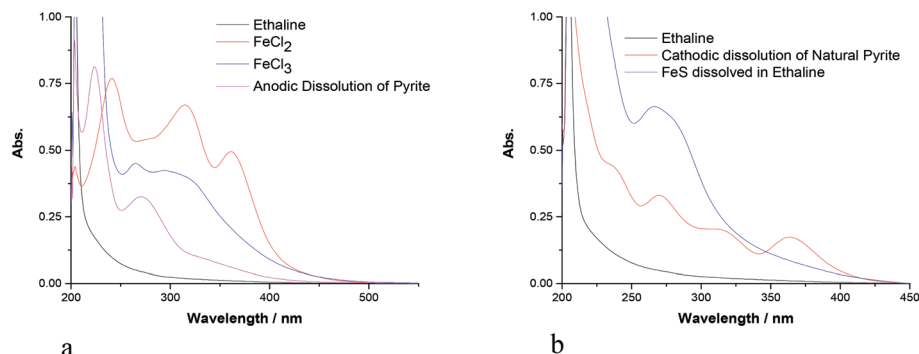 1.00
0.75
0.50
0.25
0.00
Abs.
200
300
400
500
Wavelength / nm
Ethaline
FeCl2
FeCl3
Anodic Dissolution of Pyrite
a
1.00
0.75
0.50
0.25
0.00
Abs.
200
250
300
350
400
450
Wavelength / nm
Ethaline
Cathodic dissolution of Natural Pyrite
FeS dissolved in Ethaline
b